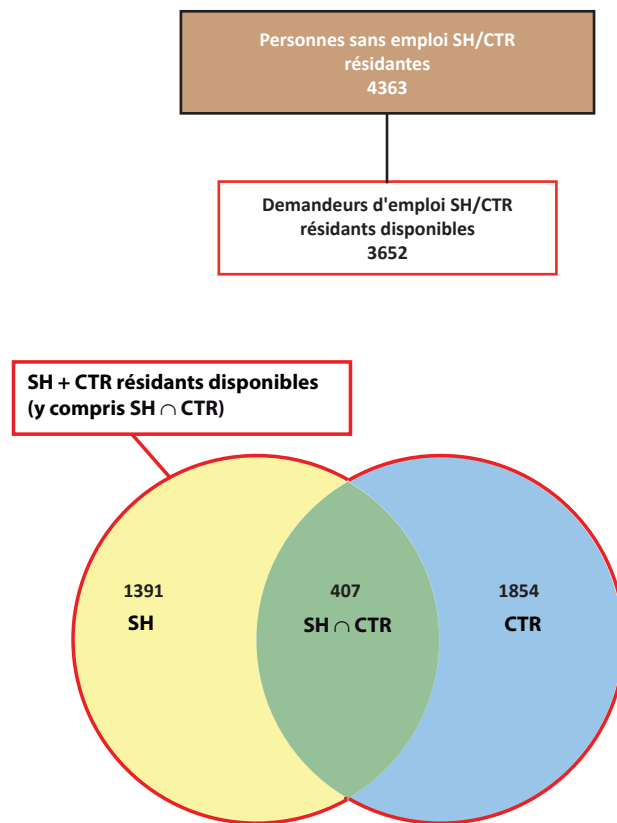 Personnes sans emploi SH/CTR
résidantes
4363
Demandeurs d'emploi SH/CTR
résidants disponibles
3652
SH + CTR résidants disponibles
(y compris SH ∩ CTR)
1391
SH
407
SH ∩ CTR
1854
CTR